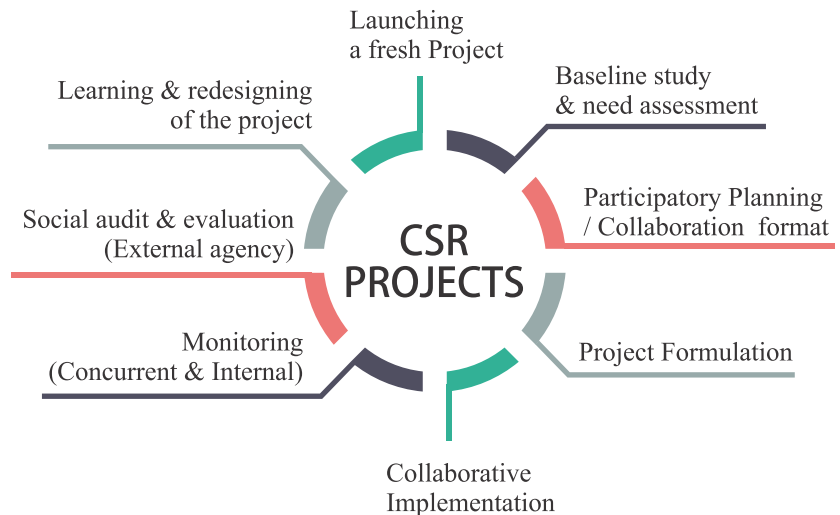 Launching
a fresh Project
Baseline study
& need assessment
Participatory Planning
/ Collaboration format
Project Formulation
Collaborative
Implementation
Monitoring
(Concurrent & Internal)
Social audit & evaluation
(External agency)
Learning & redesigning
of the project
CSR
PROJECTS